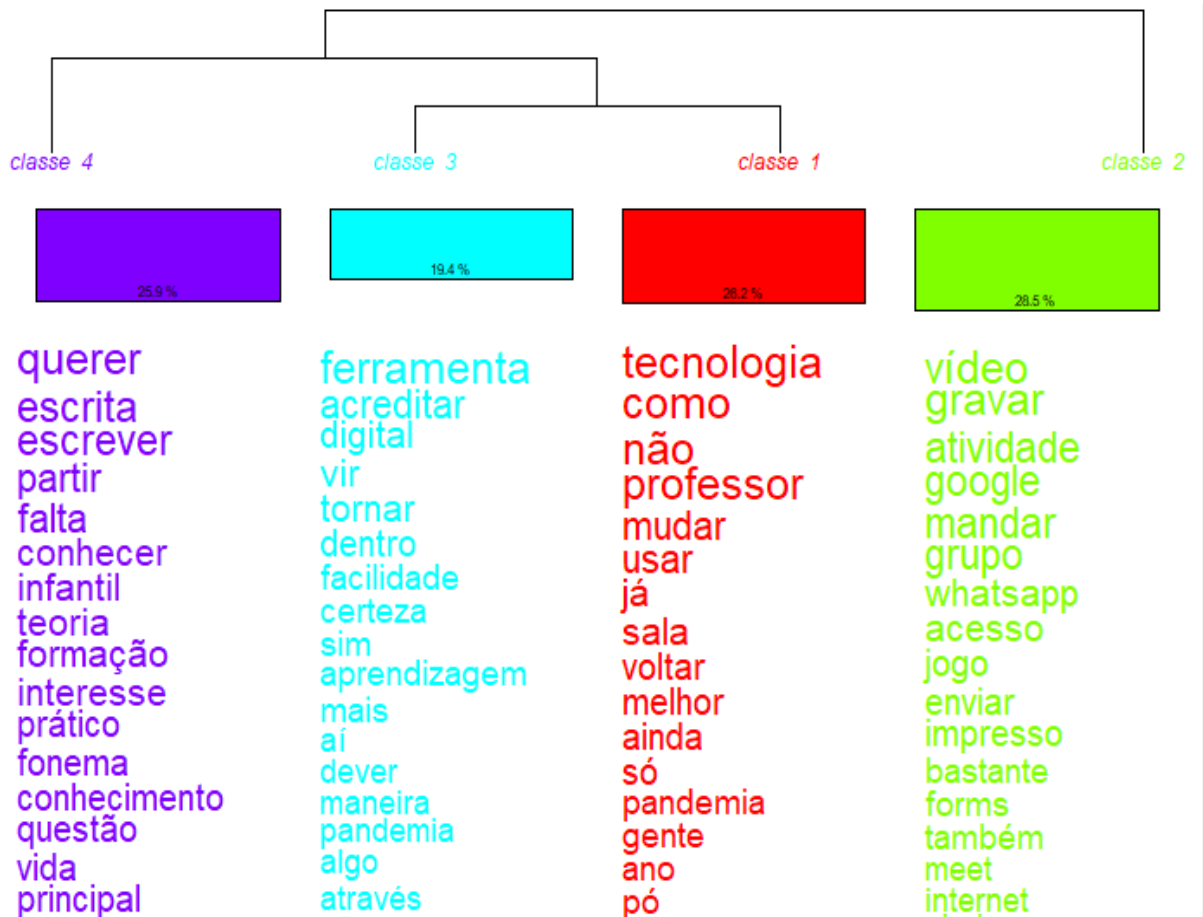 classe 4
classe 3
classe 1
classe 2
25.9 %
19.4 %
26.2 %
28.5 %
querer
escrita
escrever
partir
falta
conhecer
infantil
teoria
formação
interesse
prático
fonema
conhecimento
questão
vida
principal
ferramenta
acreditar
digital
vir
tornar
dentro
facilidade
certeza
sim
aprendizagem
mais
aí
dever
maneira
pandemia
algo
através
tecnologia
como
não
professor
mudar
usar
já
sala
voltar
melhor
ainda
só
pandemia
gente
ano
pó
vídeo
gravar
atividade
google
mandar
grupo
whatsapp
acesso
jogo
enviar
impresso
bastante
forms
também
meet
internet